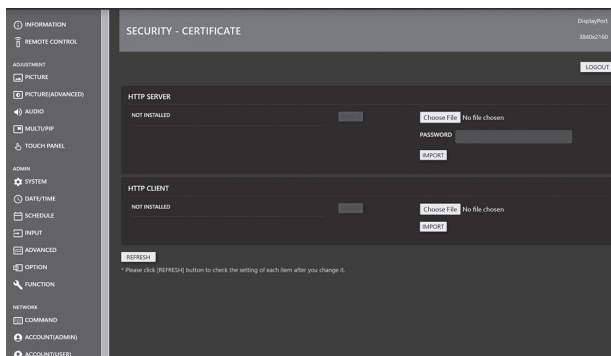 INFORMATION
REMOTE CONTROL
ADJUSTMENT
PICTURE
PICTURE(ADVANCED)
AUDIO
MULTI/PIP
TOUCH PANEL
ADMIN
SYSTEM
DATE/TIME
SCHEDULE
INPUT
ADVANCED
OPTION
FUNCTION
NETWORK
COMMAND
ACCOUNT(ADMIN)
ACCOUNT(USER)
SECURITY - CERTIFICATE
DisplayPort
3840x2160
LOGOUT
HTTP SERVER
NOT INSTALLED
Choose File No file chosen
PASSWORD
IMPORT
HTTP CLIENT
NOT INSTALLED
Choose File No file chosen
IMPORT
REFRESH
* Please click [REFRESH] button to check the setting of each item after you change it.